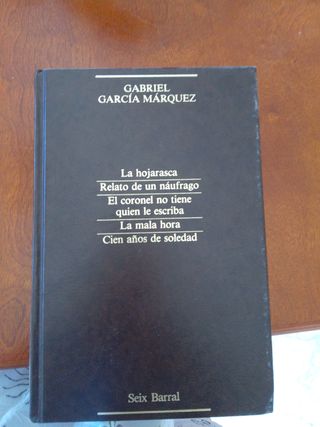 GABRIEL
GARCÍA MÁRQUEZ
La hojarasca
Relato de un náufrago
El coronel no tiene
quien le escriba
La mala hora
Cien años de soledad
Seix Barral